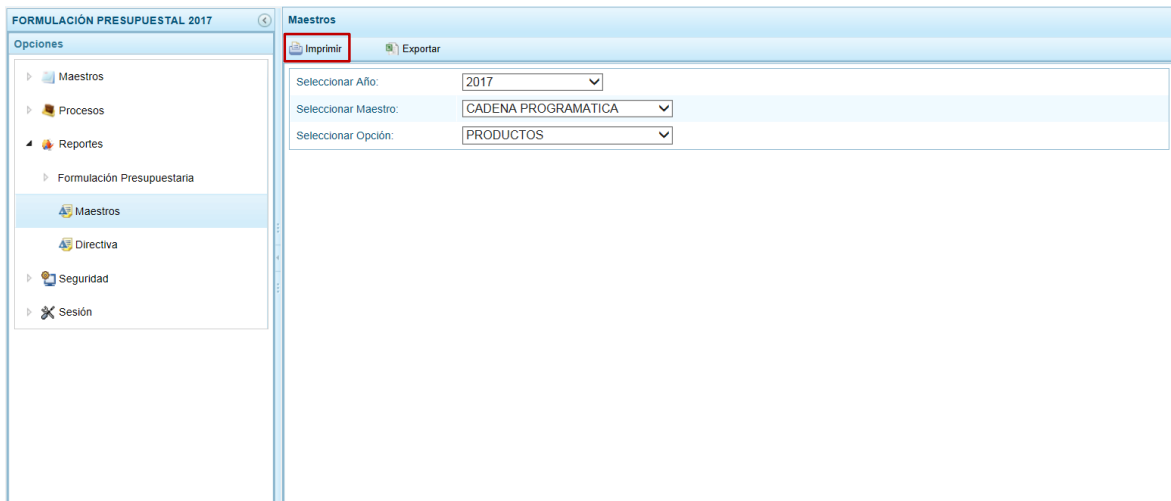 FORMULACIÓN PRESUPUESTAL 2017
Opciones
Maestros
Procesos
Reportes
Formulación Presupuestaria
Maestros
Directiva
Seguridad
Sesión
Maestros
Imprimir Exportar
Seleccionar Año: 2017
Seleccionar Maestro: CADENA PROGRAMATICA
Seleccionar Opción: PRODUCTOS